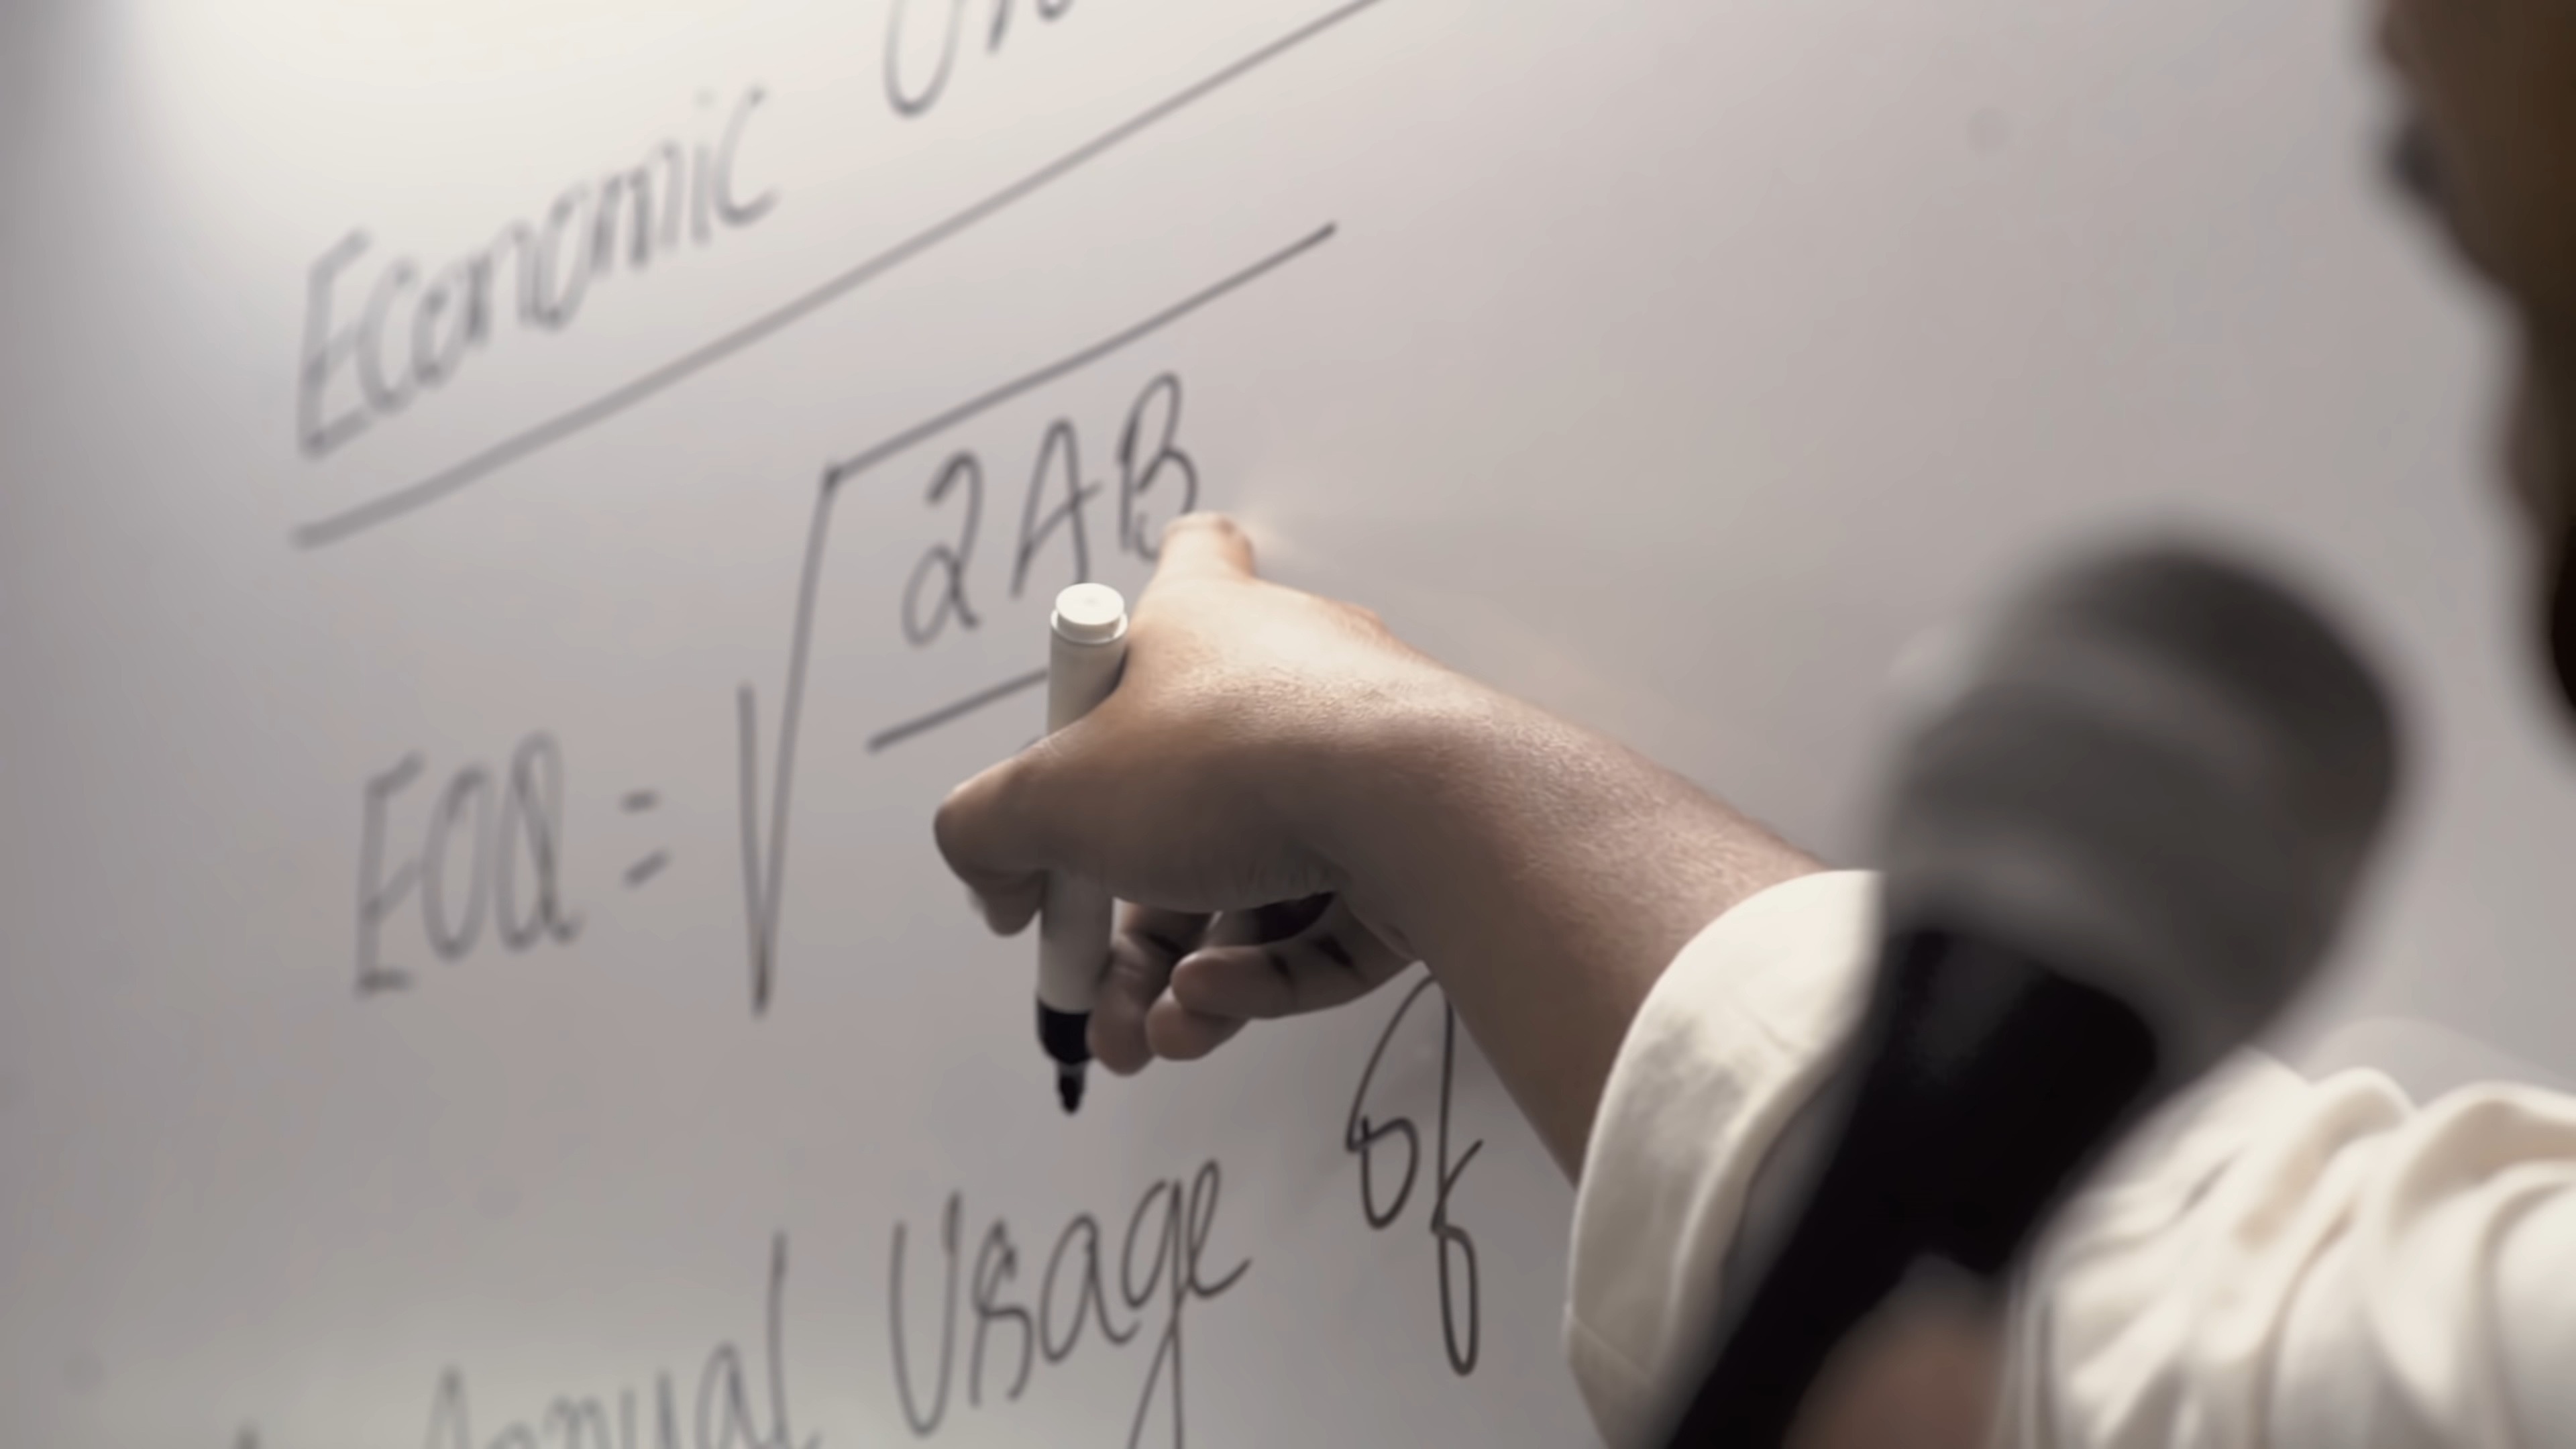 Economic
EOQ = √2AB
Annual Usage of